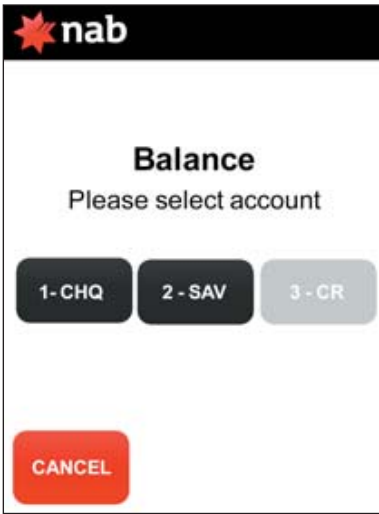 nab
Balance
Please select account
1- CHQ 2 - SAV 3 - CR
CANCEL